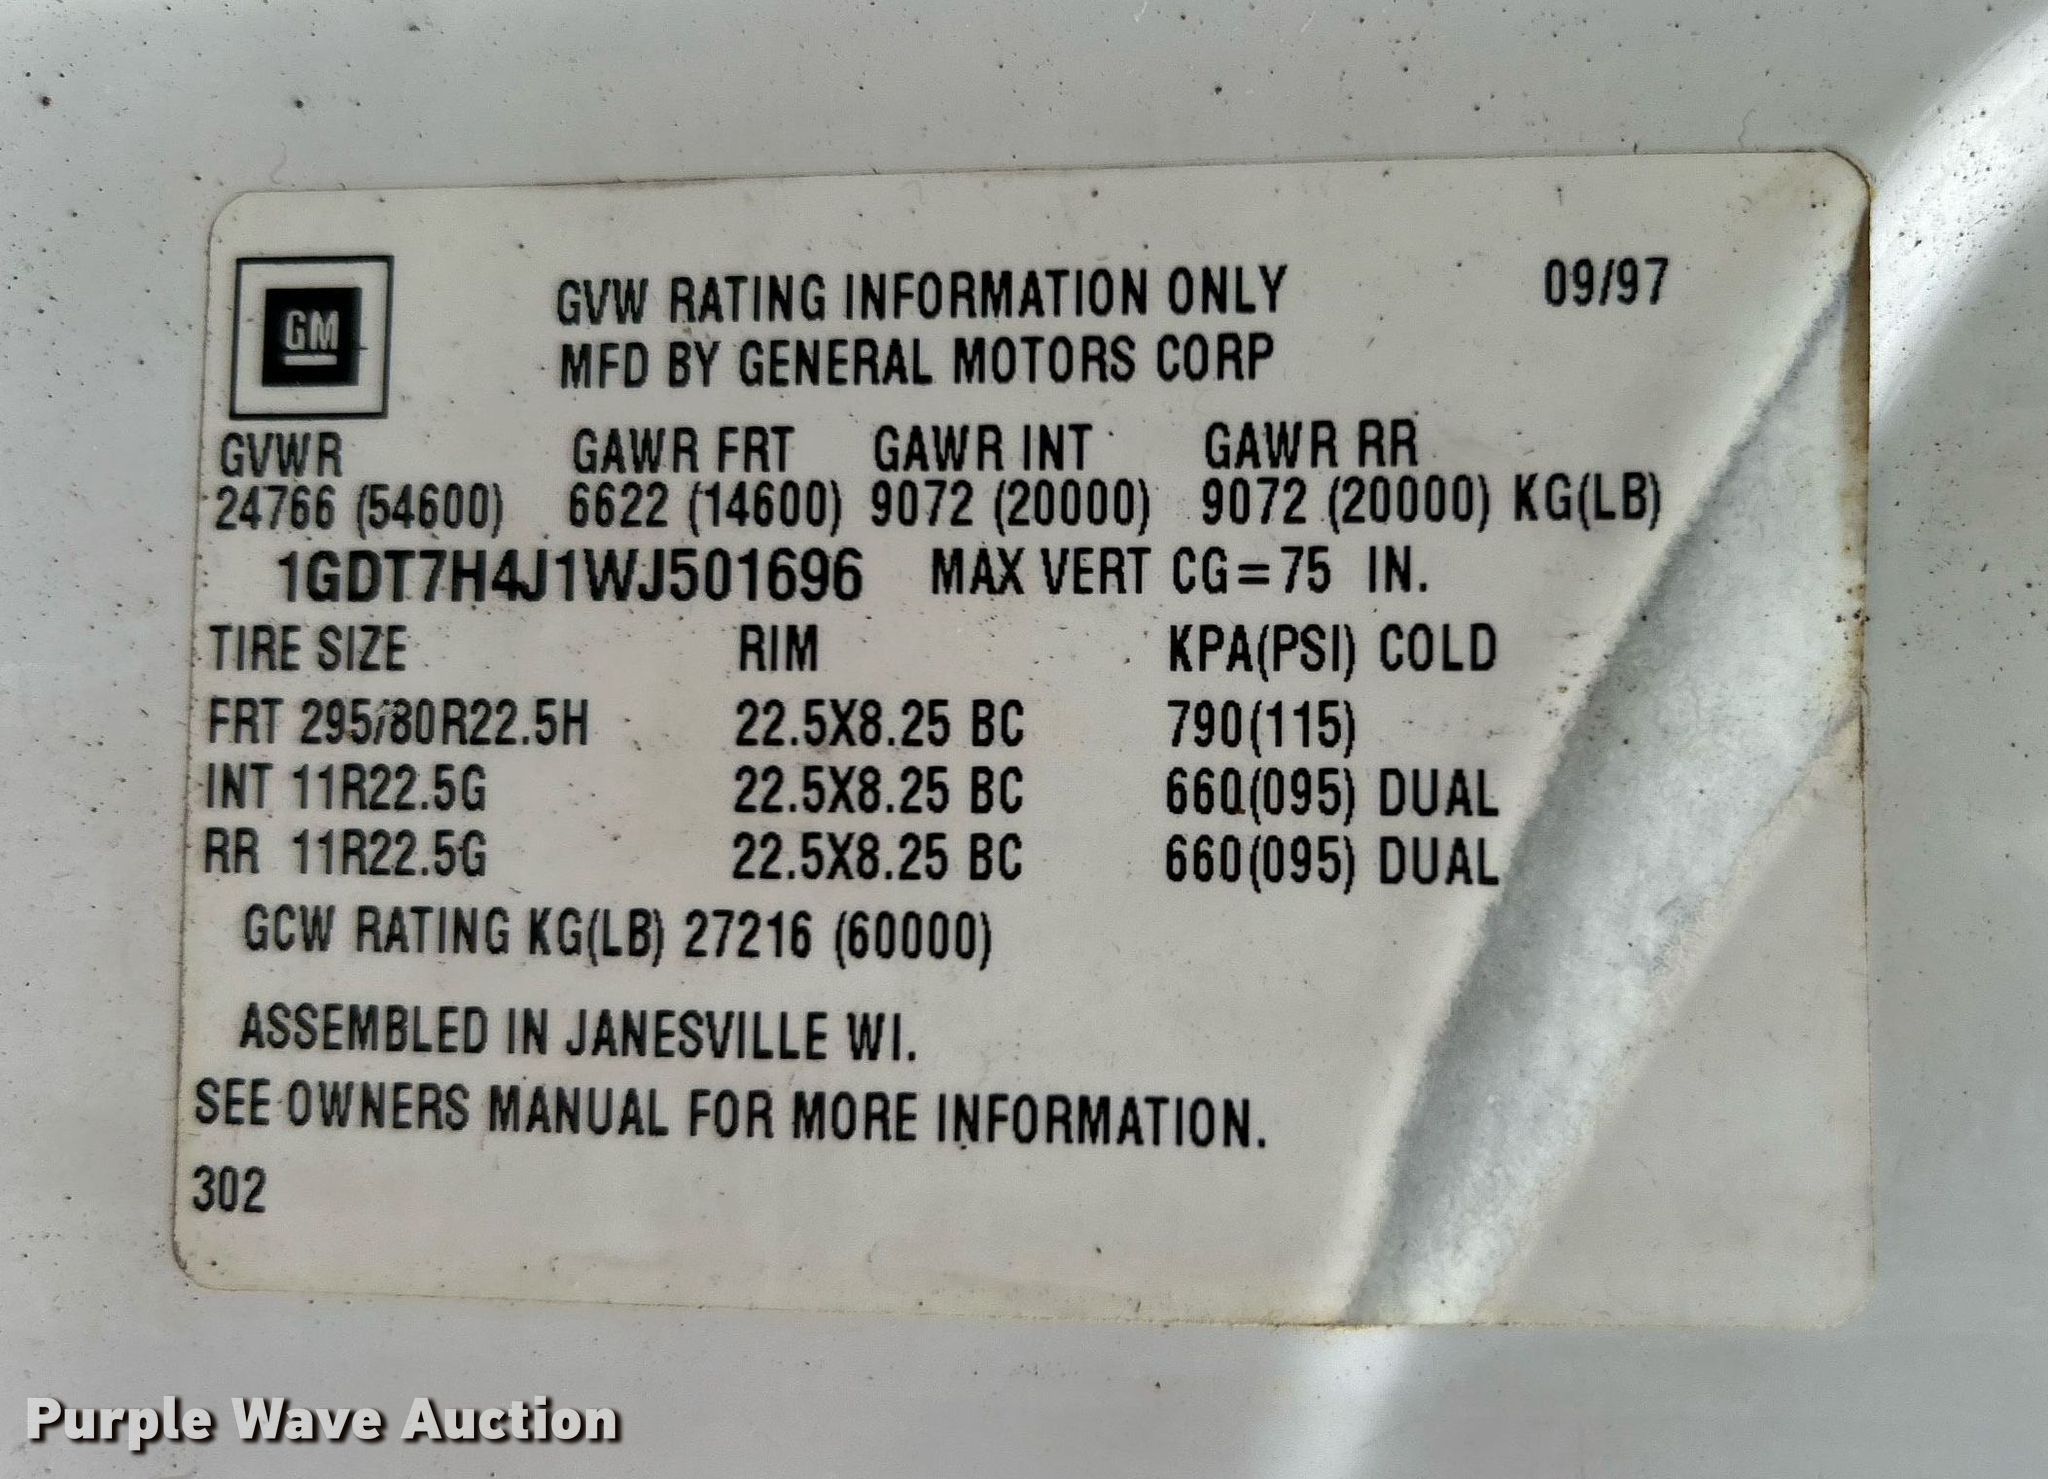 GM
GVW RATING INFORMATION ONLY 09/97
MFD BY GENERAL MOTORS CORP
GVWR GAWR FRT GAWR INT GAWR RR
24766 (54600) 6622 (14600) 9072 (20000) 9072 (20000) KG(LB)
1GDT7H4J1WJ501696 MAX VERT CG=75 IN.
TIRE SIZE RIM KPA(PSI) COLD
FRT 295/80R22.5H 22.5X8.25 BC 790(115)
INT 11R22.5G 22.5X8.25 BC 660(095) DUAL
RR 11R22.5G 22.5X8.25 BC 660(095) DUAL
GCW RATING KG(LB) 27216 (60000)
ASSEMBLED IN JANESVILLE WI.
SEE OWNERS MANUAL FOR MORE INFORMATION.
302
Purple Wave Auction